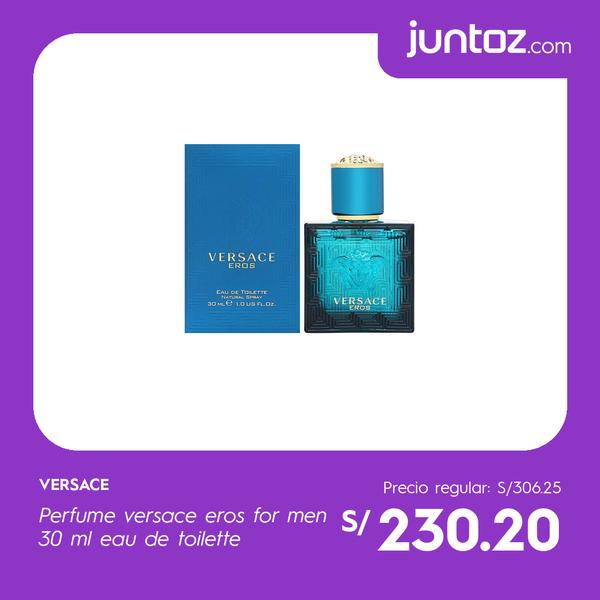 juntoz.com
VERSACE
EROS
EAU DE TOILETTE
NATURAL SPRAY
30 ML e 1.0 US FL.OZ.
VERSACE
EROS
VERSACE
Precio regular: S/306.25
Perfume versace eros for men
30 ml eau de toilette
S/ 230.20